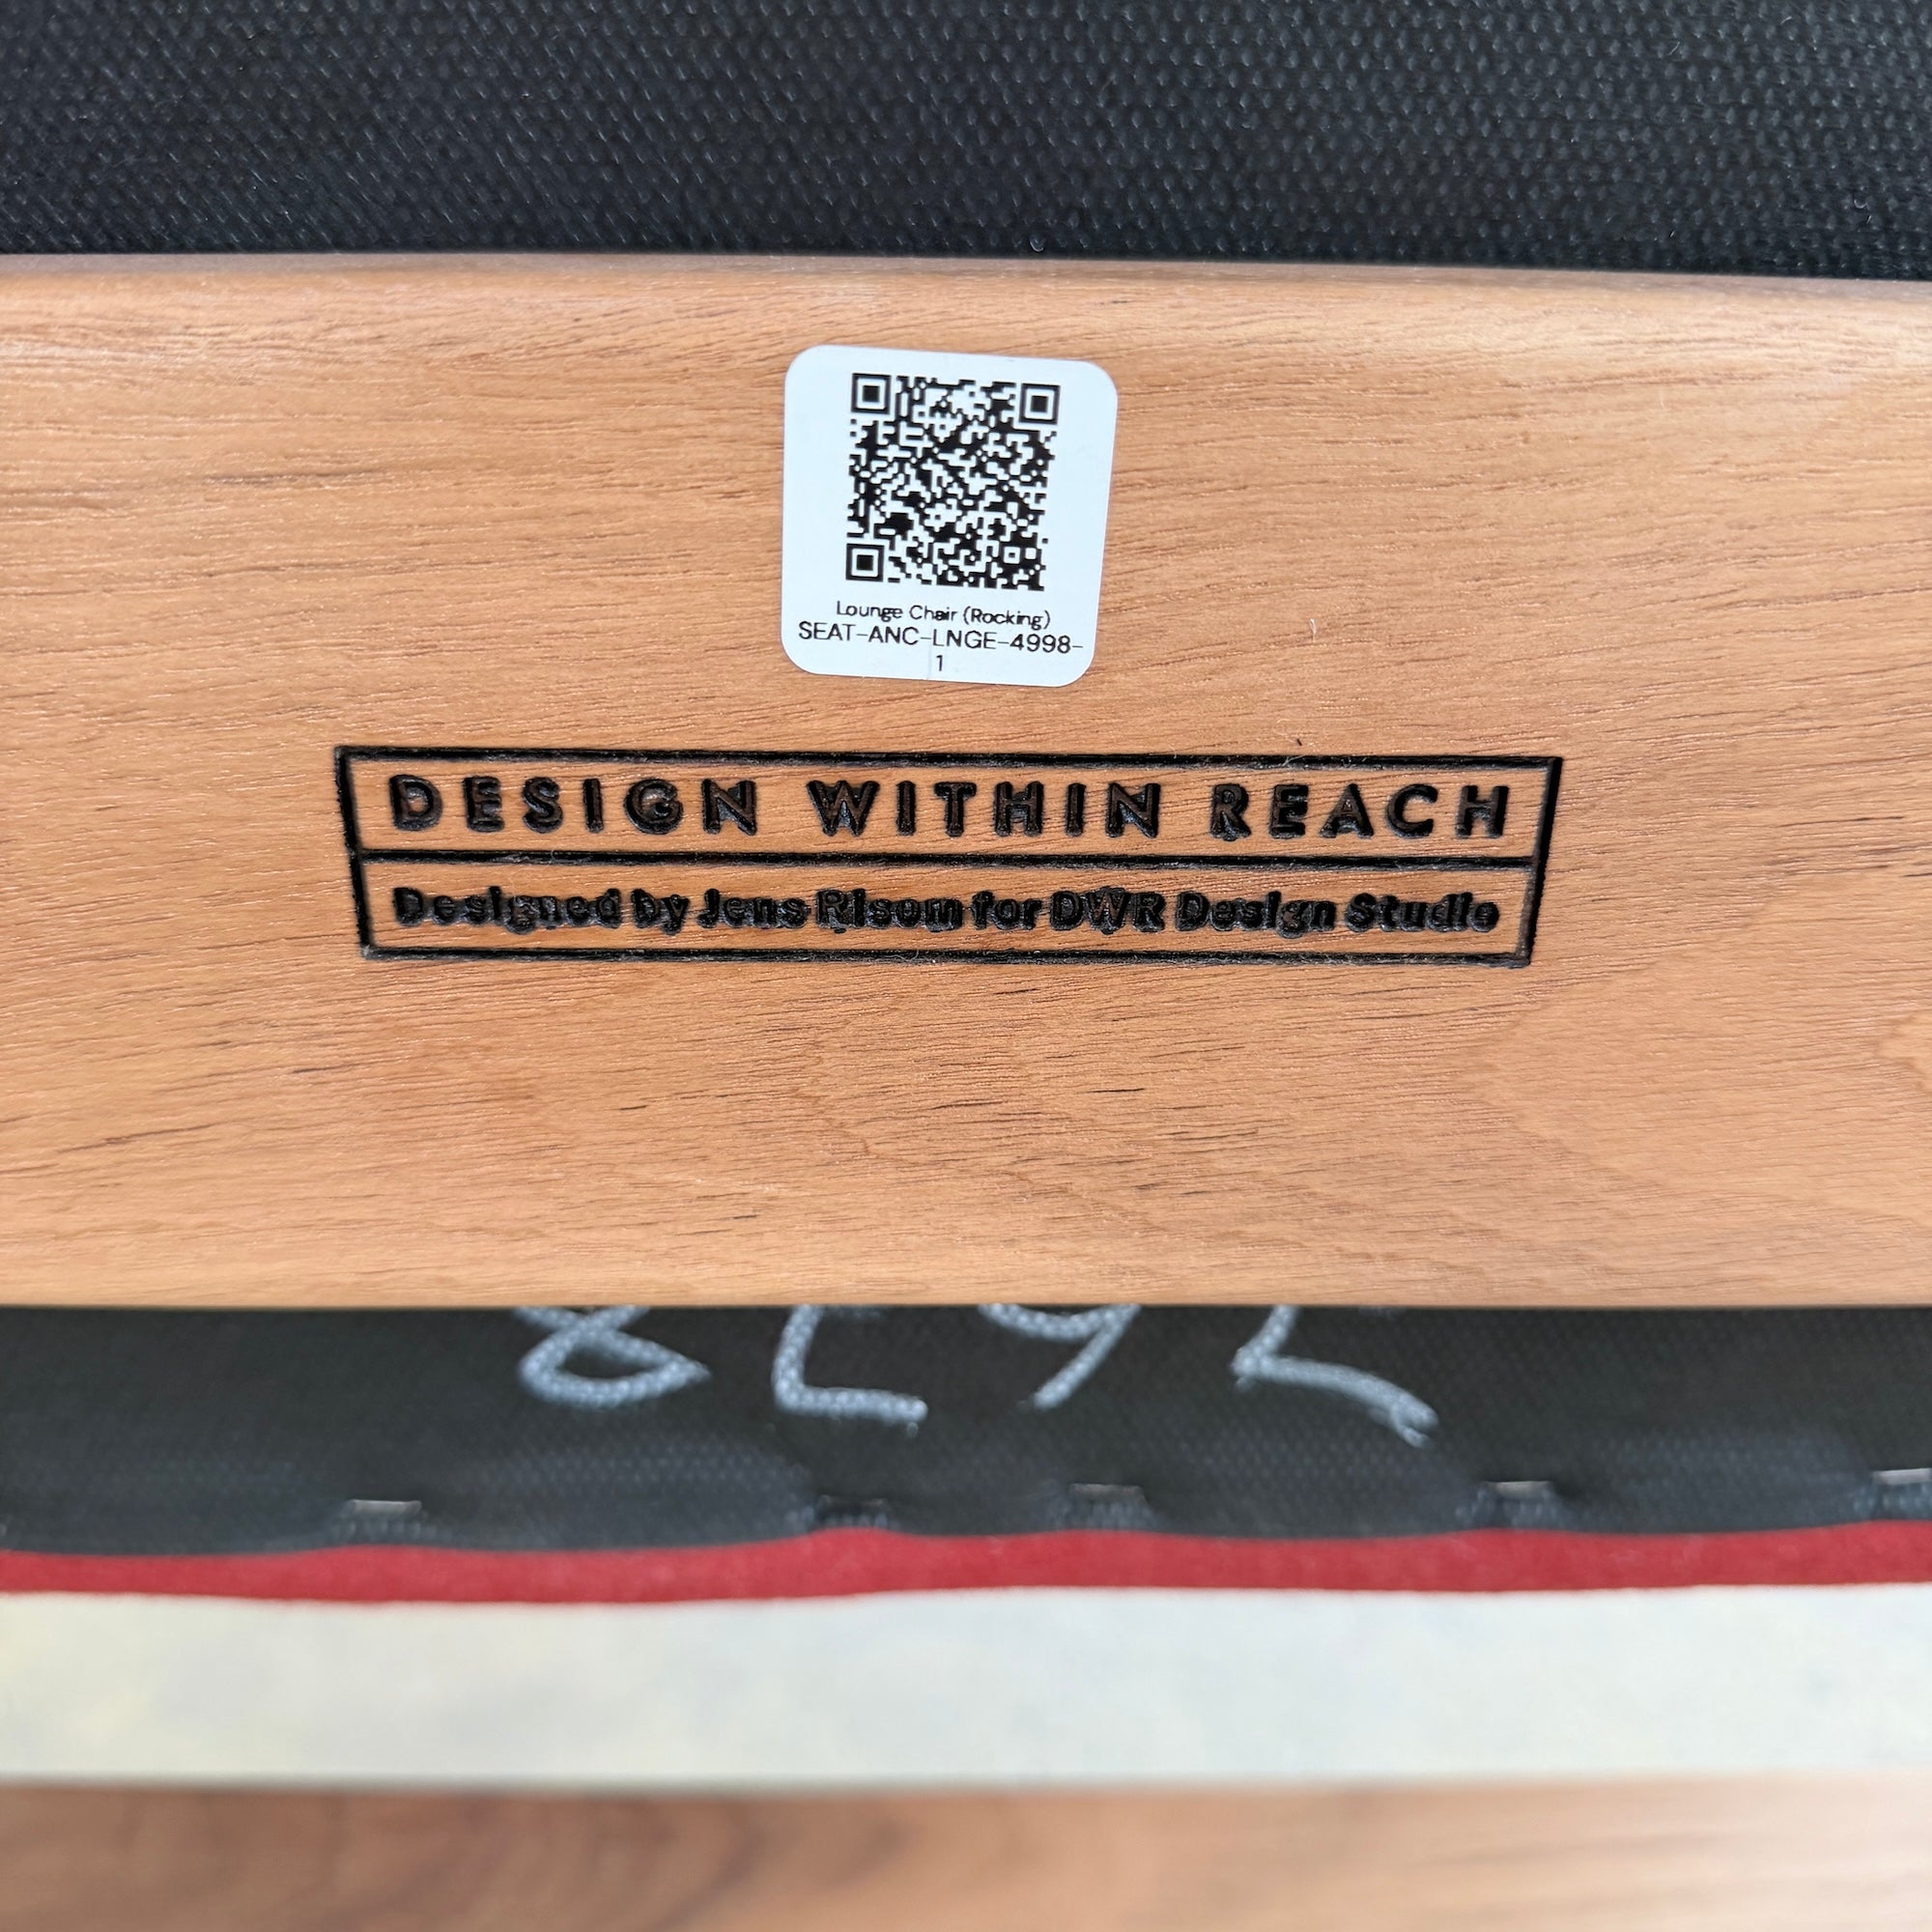 Lounge Chair (Rocking)
SEAT-ANC-LNGE-4998-
1
DESIGN WITHIN REACH
Designed by Jens Risom for DWR Design Studio